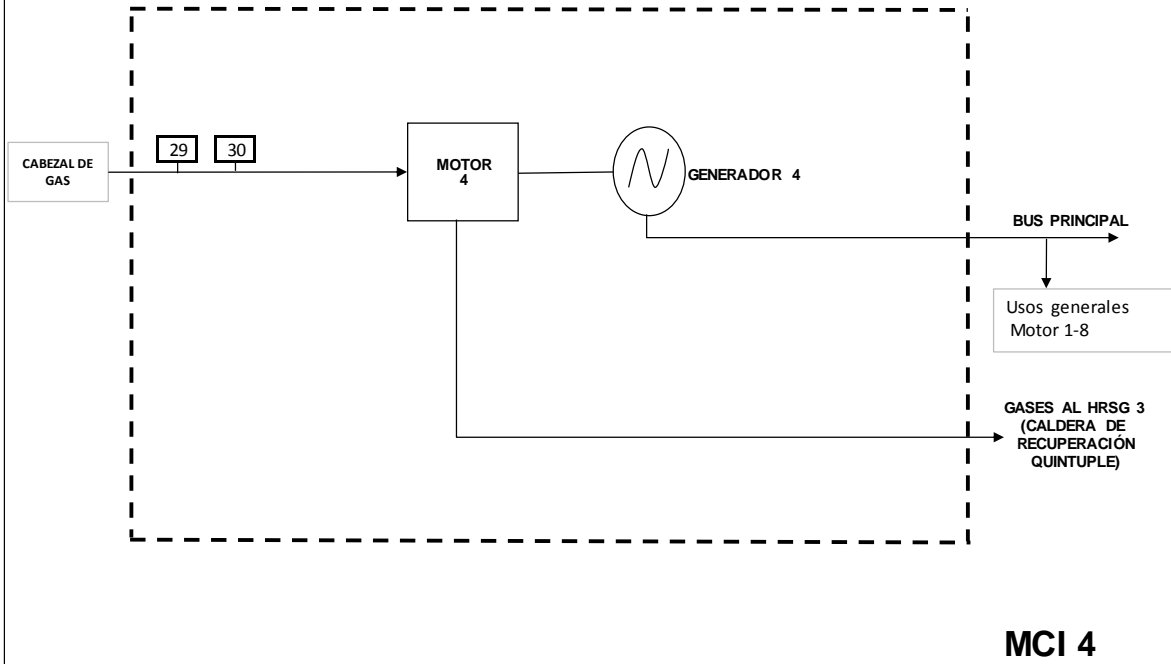 29
30
CABEZAL DE
GAS
MOTOR
4
GENERADOR 4
BUS PRINCIPAL
Usos generales
Motor 1-8
GASES AL HRSG 3
(CALDERA DE
RECUPERACIÓN
QUINTUPLE)
MCI 4